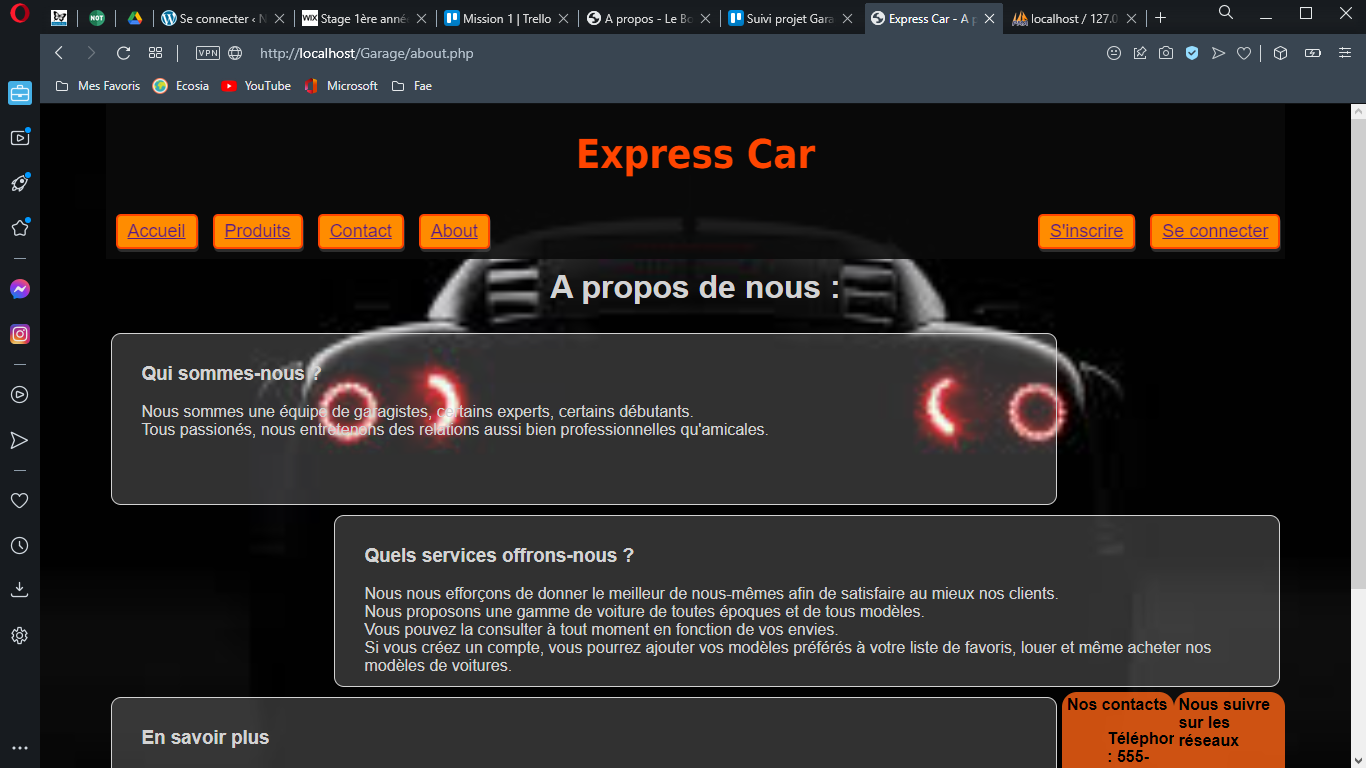 Se connecter ‹ N
Stage 1ère anné
Mission 1 | Trello
A propos - Le Bo
Suivi projet Gara
Express Car - A p
localhost / 127.0
VPN
http://localhost/Garage/about.php
Mes Favoris
Ecosia
YouTube
Microsoft
Fae
Express Car
Accueil
Produits
Contact
About
S'inscrire
Se connecter
A propos de nous :
Qui sommes-nous ?
Nous sommes une équipe de garagistes, certains experts, certains débutants.
Tous passionés, nous entretenons des relations aussi bien professionnelles qu'amicales.
Quels services offrons-nous ?
Nous nous efforçons de donner le meilleur de nous-mêmes afin de satisfaire au mieux nos clients.
Nous proposons une gamme de voiture de toutes époques et de tous modèles.
Vous pouvez la consulter à tout moment en fonction de vos envies.
Si vous créez un compte, vous pourrez ajouter vos modèles préférés à votre liste de favoris, louer et même acheter nos
modèles de voitures.
En savoir plus
Nos contacts
Téléphor
: 555-
Nous suivre
sur les
réseaux